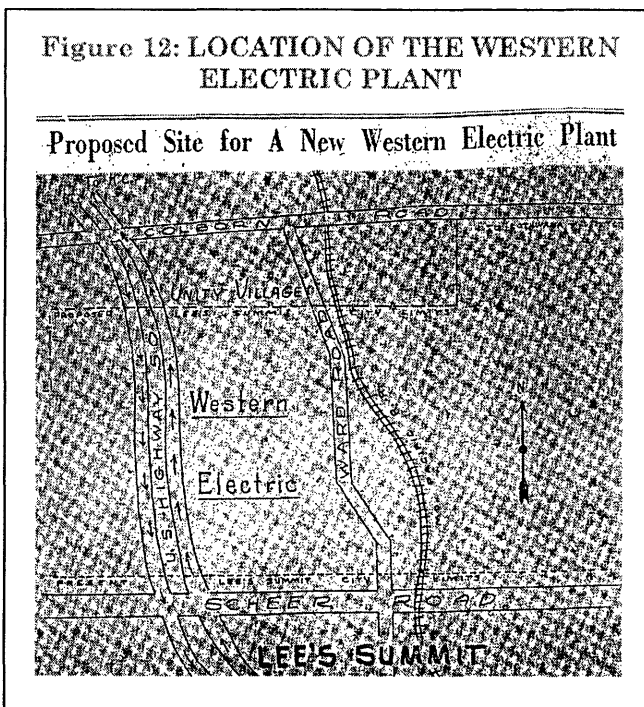 Figure 12: LOCATION OF THE WESTERN
ELECTRIC PLANT
Proposed Site for A New Western Electric Plant
COLBORN ROAD
UNITY VILLAGE
PROPOSED LEE'S SUMMIT CITY LIMITS
U.S. HIGHWAY 50
Western
Electric
WARD ROAD
N
PRESENT LEE'S SUMMIT CITY LIMITS
SCHEER ROAD
LEE'S SUMMIT